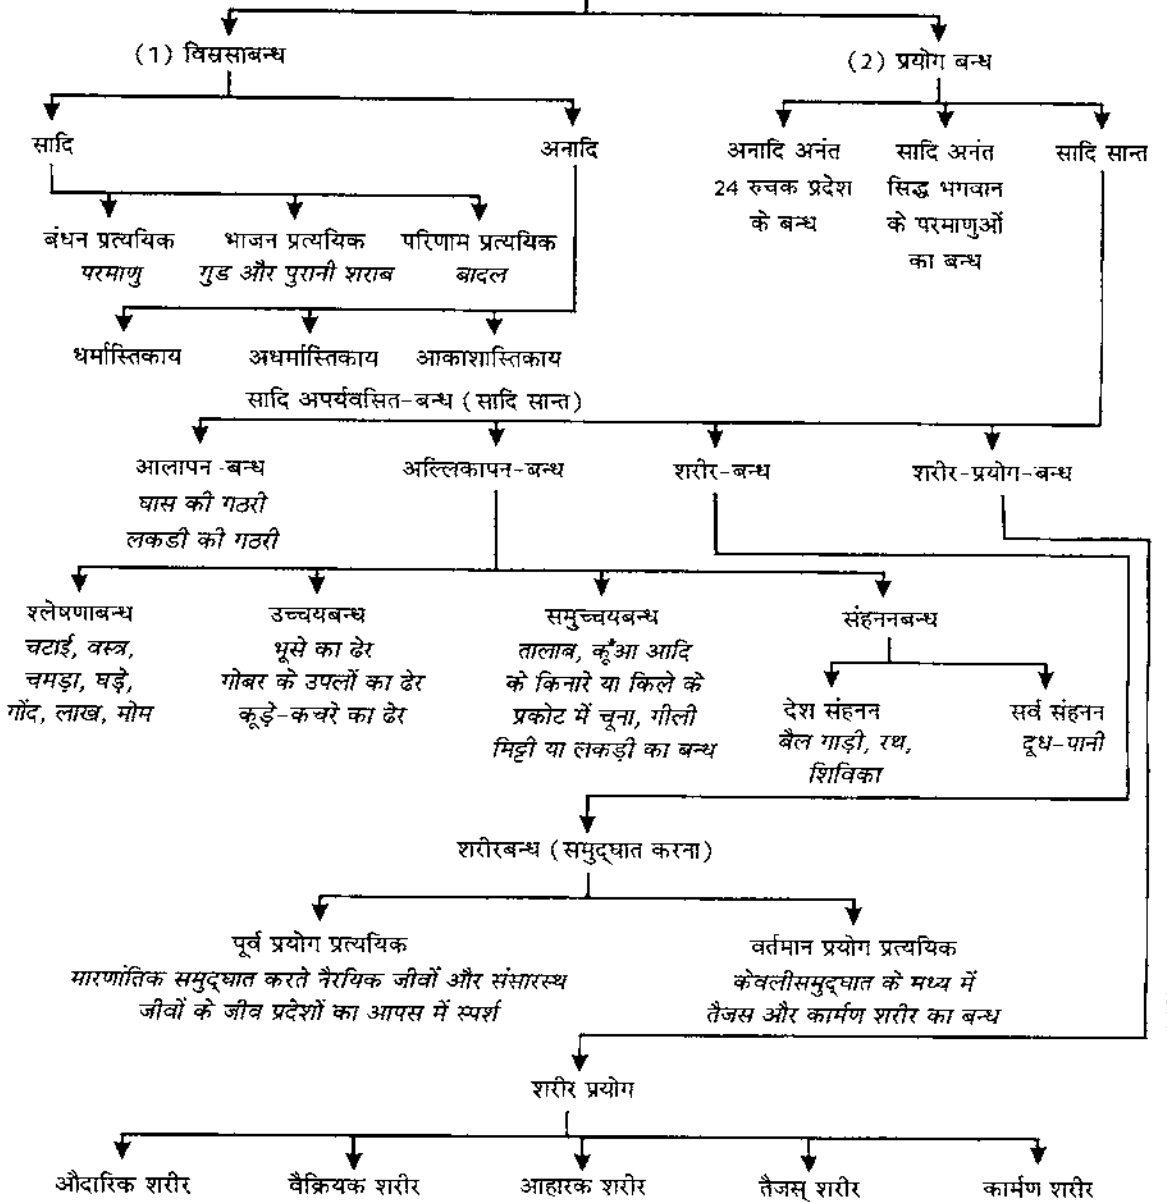 (1) विस्रसाबन्ध
(2) प्रयोग बन्ध
सादि
अनादि
अनादि अनंत
24 रुचक प्रदेश
के बन्ध
सादि अनंत
सिद्ध भगवान
के परमाणुओं
का बन्ध
सादि सान्त
बंधन प्रत्ययिक
परमाणु
भाजन प्रत्ययिक
गुड और पुरानी शराब
परिणाम प्रत्ययिक
बादल
धर्मास्तिकाय
अधर्मास्तिकाय
आकाशास्तिकाय
सादि अपर्यवसित-बन्ध (सादि सान्त)
आलापन-बन्ध
घास की गठरी
लकडी की गठरी
अल्लिकापन-बन्ध
शरीर-बन्ध
शरीर-प्रयोग-बन्ध
श्लेषणाबन्ध
चटाई, वस्त्र,
चमड़ा, घड़े,
गोंद, लाख, मोम
उच्चयबन्ध
भूसे का ढेर
गोबर के उपलों का ढेर
कूड़े-कचरे का ढेर
समुच्चयबन्ध
तालाब, कूँआ आदि
के किनारे या किले के
प्रकोट में चूना, गीली
मिट्टी या लकड़ी का बन्ध
संहननबन्ध
देश संहनन
बैल गाड़ी, रथ,
शिविका
सर्व संहनन
दूध-पानी
शरीरबन्ध (समुद्घात करना)
पूर्व प्रयोग प्रत्ययिक
मारणांतिक समुद्घात करते नैरयिक जीवों और संसारस्थ
जीवों के जीव प्रदेशों का आपस में स्पर्श
वर्तमान प्रयोग प्रत्ययिक
केवलीसमुद्घात के मध्य में
तैजस और कार्मण शरीर का बन्ध
शरीर प्रयोग
औदारिक शरीर
वैक्रियक शरीर
आहारक शरीर
तैजस् शरीर
कार्मण शरीर